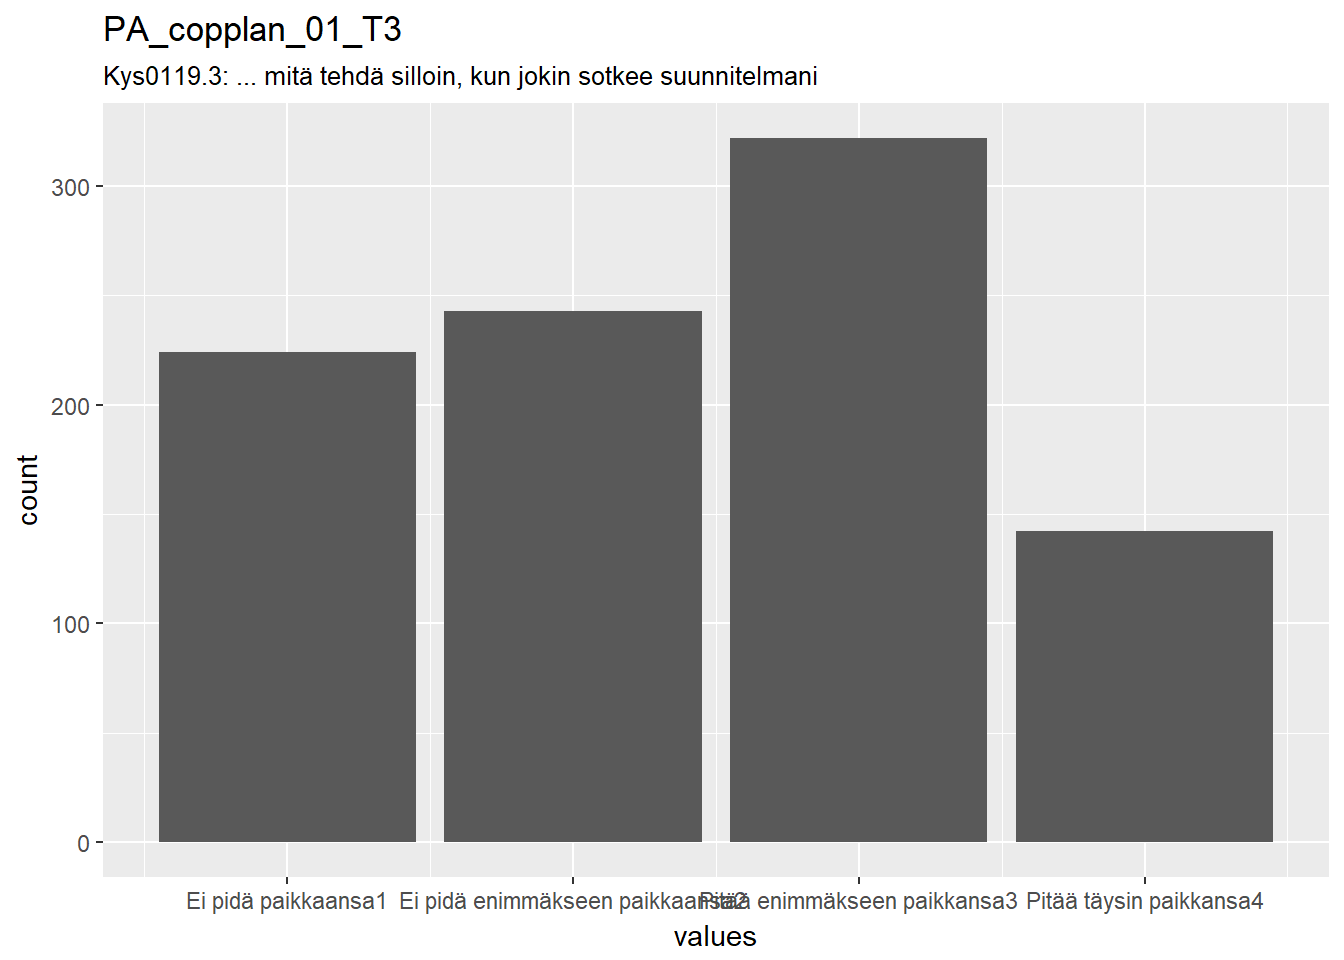 PA_copplan_01_T3
Kys0119.3: ... mitä tehdä silloin, kun jokin sotkee suunnitelmani
300
200
100
0
count
Ei pidä paikkaansa1 Ei pidä enimmäkseen paikkaansa2 Pitää enimmäkseen paikkansa3 Pitää täysin paikkansa4
values